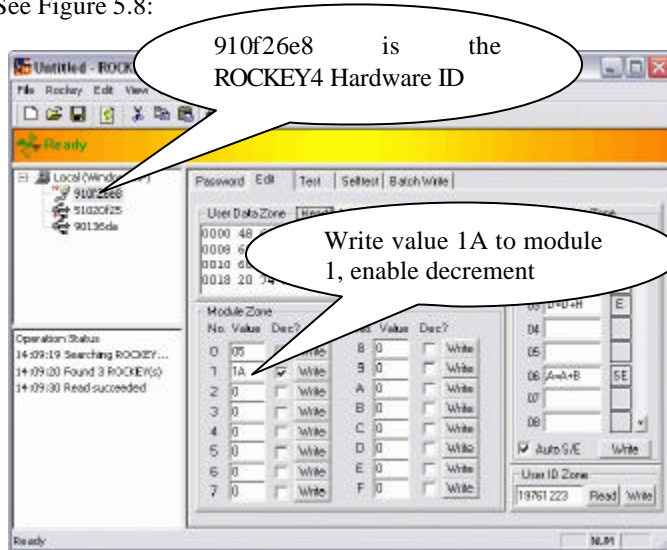 See Figure 5.8:
910f26e8 is the
ROCKEY4 Hardware ID
Untitled - ROCK
File Rockey Edit View
Ready
Local (Window
910f26e8
51020f25
90136da
Password Edit Test Selftest Batch Write
User Data Zone Read
0000 48
0008 6
0010 6
0018 20 74
Zone
Write value 1A to module
1, enable decrement
D=D+H E
04
05
06 A=A+B SE
07
08
Auto S/E Write
Module Zone
No. Value Dec? No. Value Dec?
0 05 Write 8 0 Write
1 1A Write 9 0 Write
2 0 Write A 0 Write
3 0 Write B 0 Write
4 0 Write C 0 Write
5 0 Write D 0 Write
6 0 Write E 0 Write
7 0 Write F 0 Write
User ID Zone
19761223 Read Write
Operation Status
14:09:19 Searching ROCKEY...
14:09:20 Found 3 ROCKEY(s)
14:09:30 Read succeeded
Ready NUM